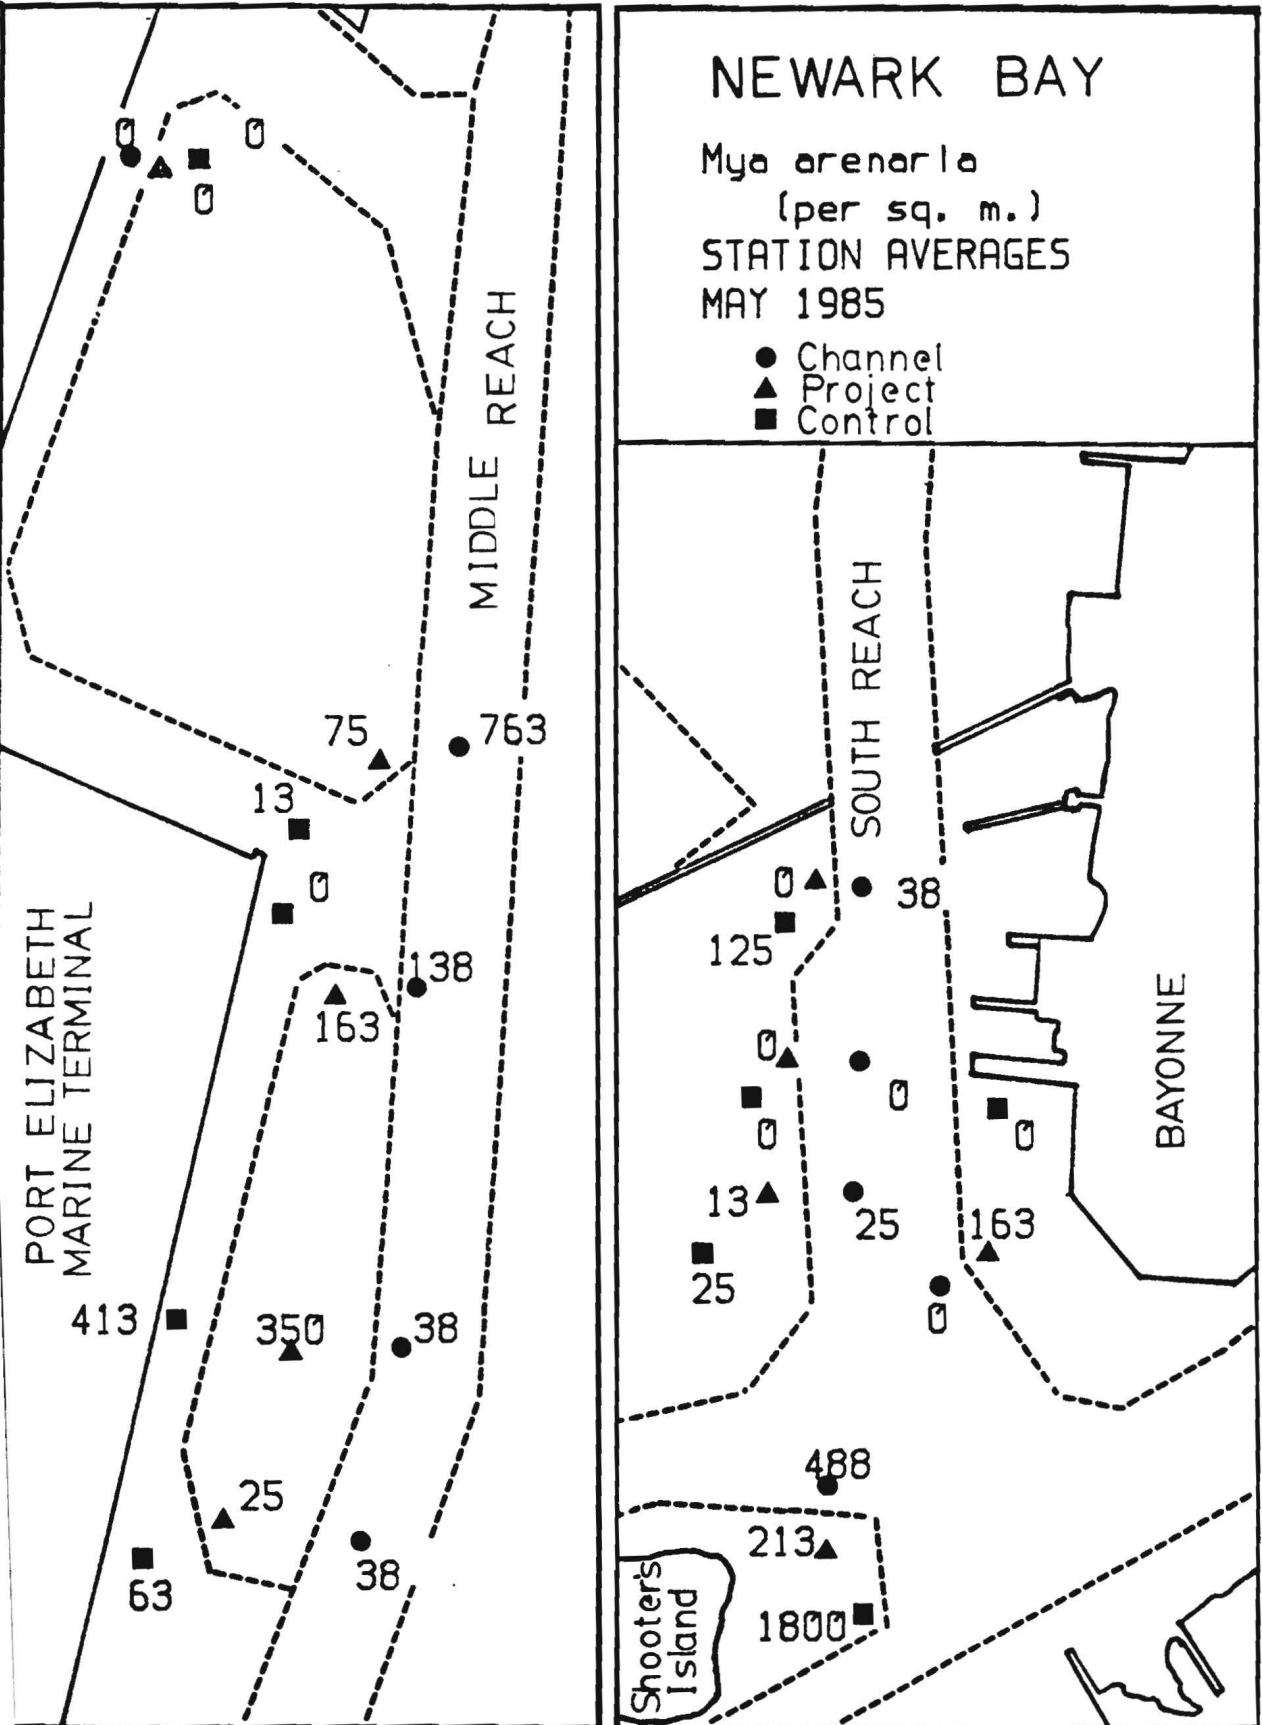 NEWARK BAY
Mya arenaria
(per sq. m.)
STATION AVERAGES
MAY 1985
Channel
Project
Control
0
0
0
MIDDLE REACH
75
763
13
0
138
163
PORT ELIZABETH
MARINE TERMINAL
413
350
38
25
63
38
SOUTH REACH
0
38
125
0
0
0
0
BAYONNE
13
25
163
25
0
488
213
1800
Shooter's
Island